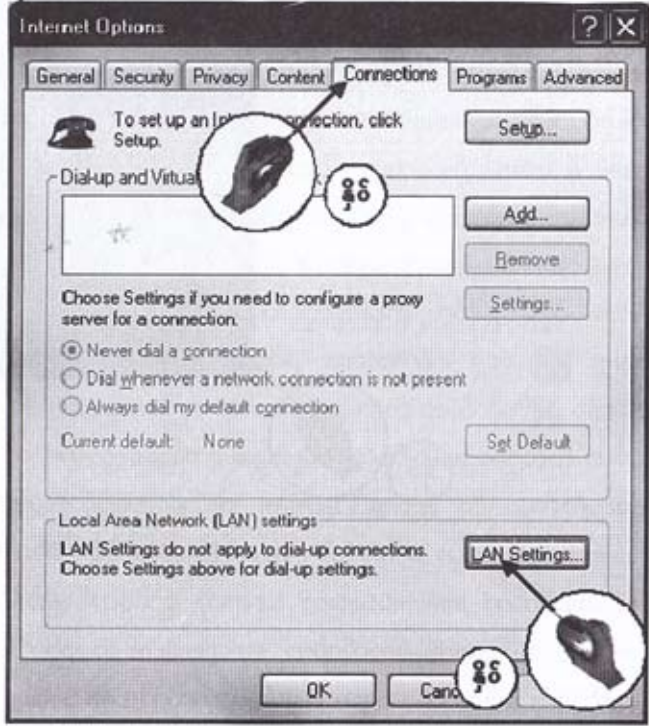 Internet Options
General Security Privacy Content Connections Programs Advanced
To set up an connection, click
Setup.
Setup...
Dial-up and
Add...
Remove
Choose Settings if you need to configure a proxy
server for a connection.
Settings...
Never dial a connection
Dial whenever a network connection is not present
Always dial my default connection
Current default: None
Set Default
Local Area Network (LAN) settings
LAN Settings do not apply to dial-up connections.
Choose Settings above for dial-up settings.
LAN Settings...
OK